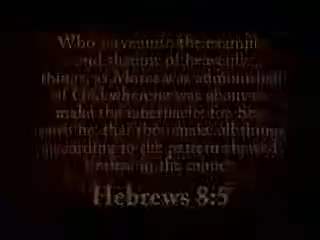 Who serve unto the example
and shadow of heavenly
things, as Moses was admonished
of God when he was about to
make the tabernacle: for, See,
saith he, that thou make all things
according to the pattern shewed
to thee in the mount
Hebrews 8:5